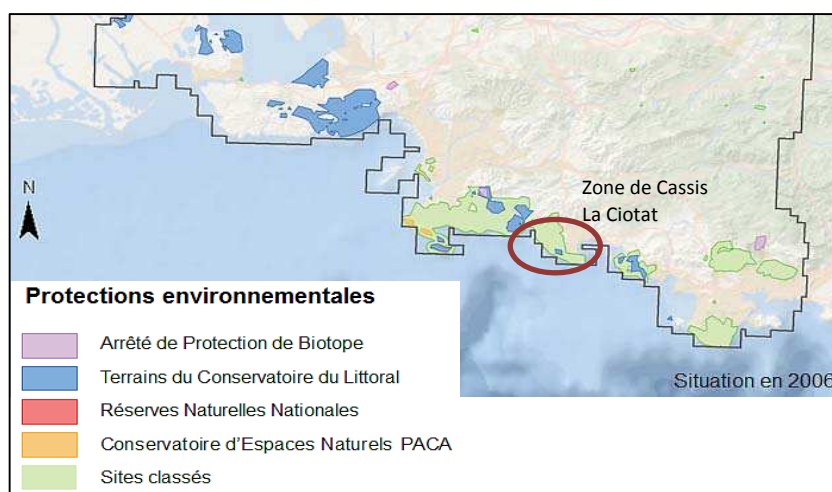 N
Zone de Cassis
La Ciotat
Protections environnementales
Arrêté de Protection de Biotope
Terrains du Conservatoire du Littoral
Réserves Naturelles Nationales
Conservatoire d'Espaces Naturels PACA
Sites classés
Situation en 2006